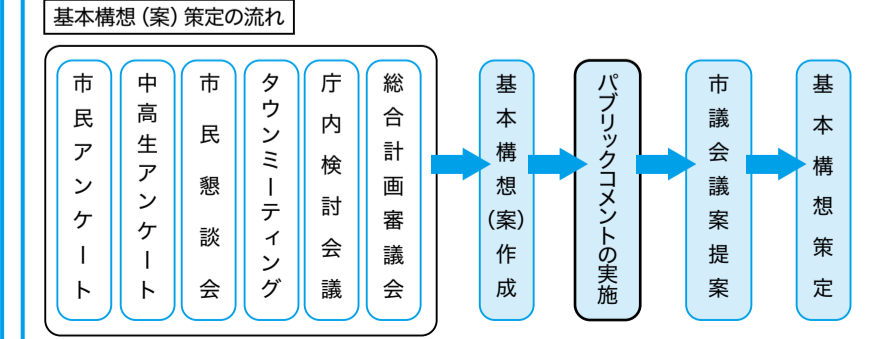 基本構想（案）策定の流れ
市民アンケート
中高生アンケート
市民懇談会
タウンミーティング
庁内検討会議
総合計画審議会
基本構想（案）作成
パブリックコメントの実施
市議会議案提案
基本構想策定